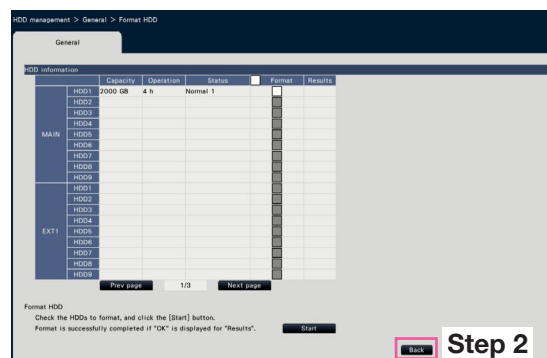 HDD management > General > Format HDD
General
HDD information
Capacity Operation Status Format Results
MAIN
HDD1 2000 GB 4 h Normal 1
HDD2
HDD3
HDD4
HDD5
HDD6
HDD7
HDD8
HDD9
EXT1
HDD1
HDD2
HDD3
HDD4
HDD5
HDD6
HDD7
HDD8
HDD9
Prev page 1/3 Next page
Format HDD
Check the HDDs to format, and click the [Start] button.
Format is successfully completed if "OK" is displayed for "Results". Start
Back Step 2